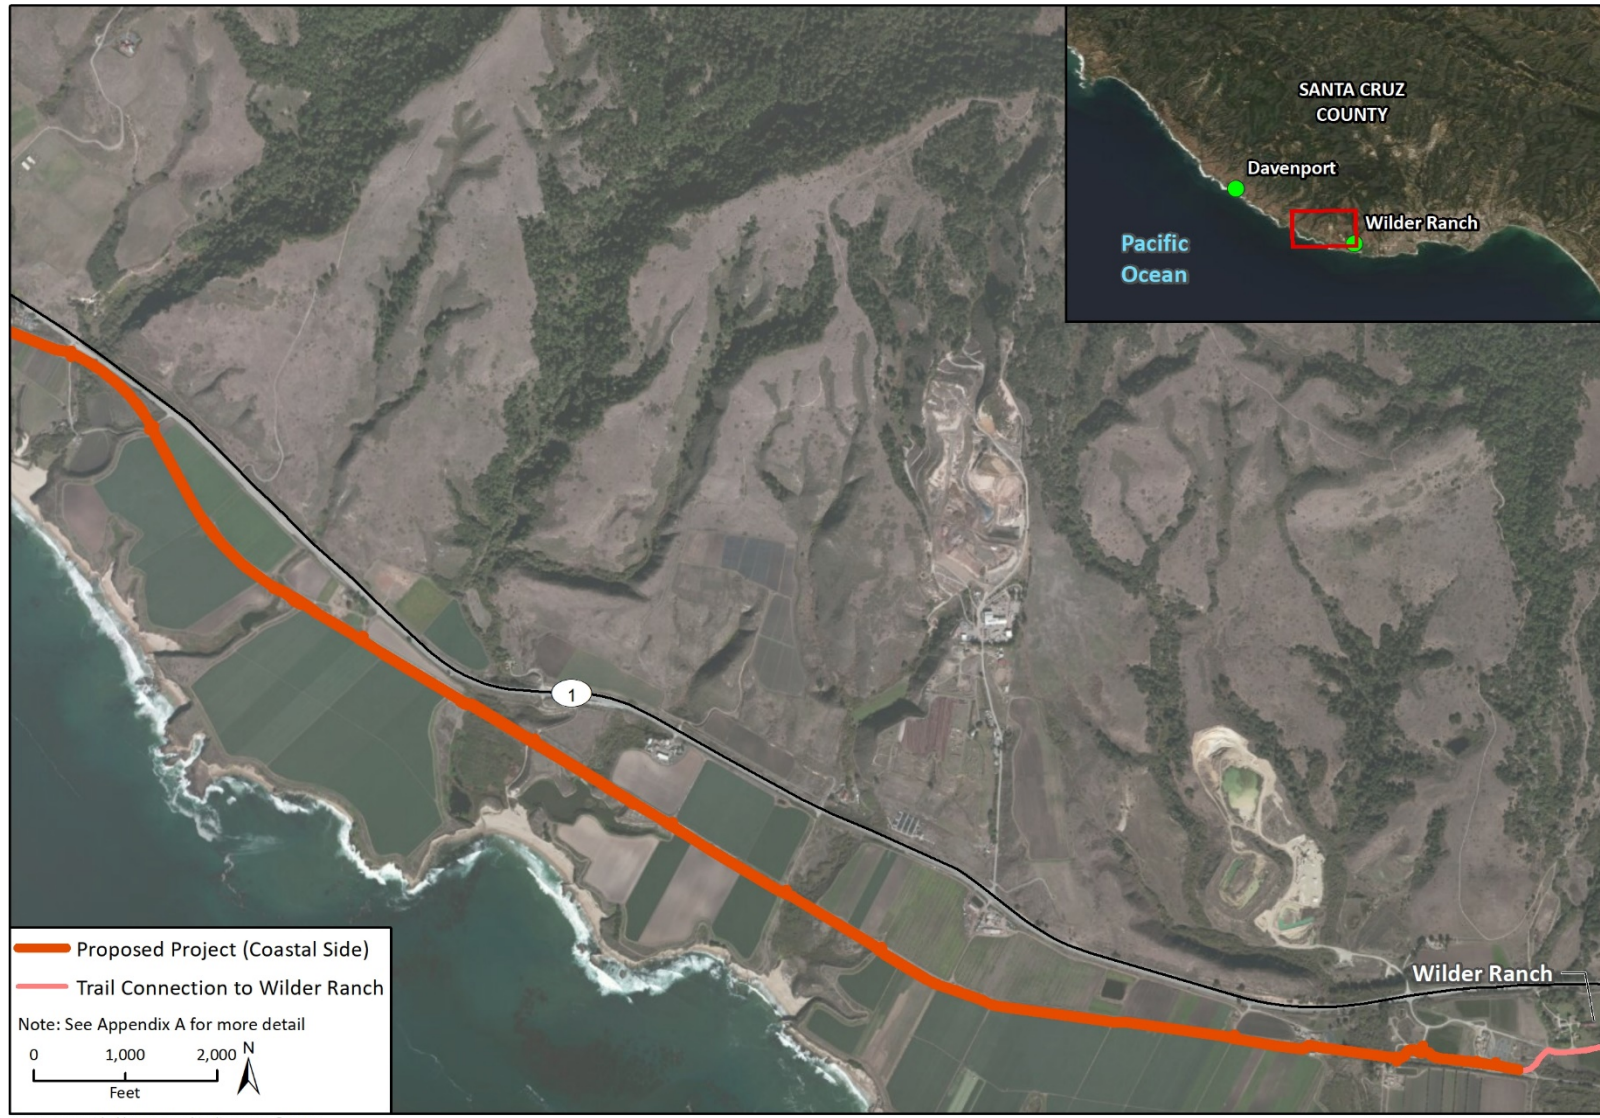 SANTA CRUZ
COUNTY
Davenport
Wilder Ranch
Pacific
Ocean
1
Wilder Ranch
Proposed Project (Coastal Side)
Trail Connection to Wilder Ranch
Note: See Appendix A for more detail
0 1,000 2,000 N
Feet